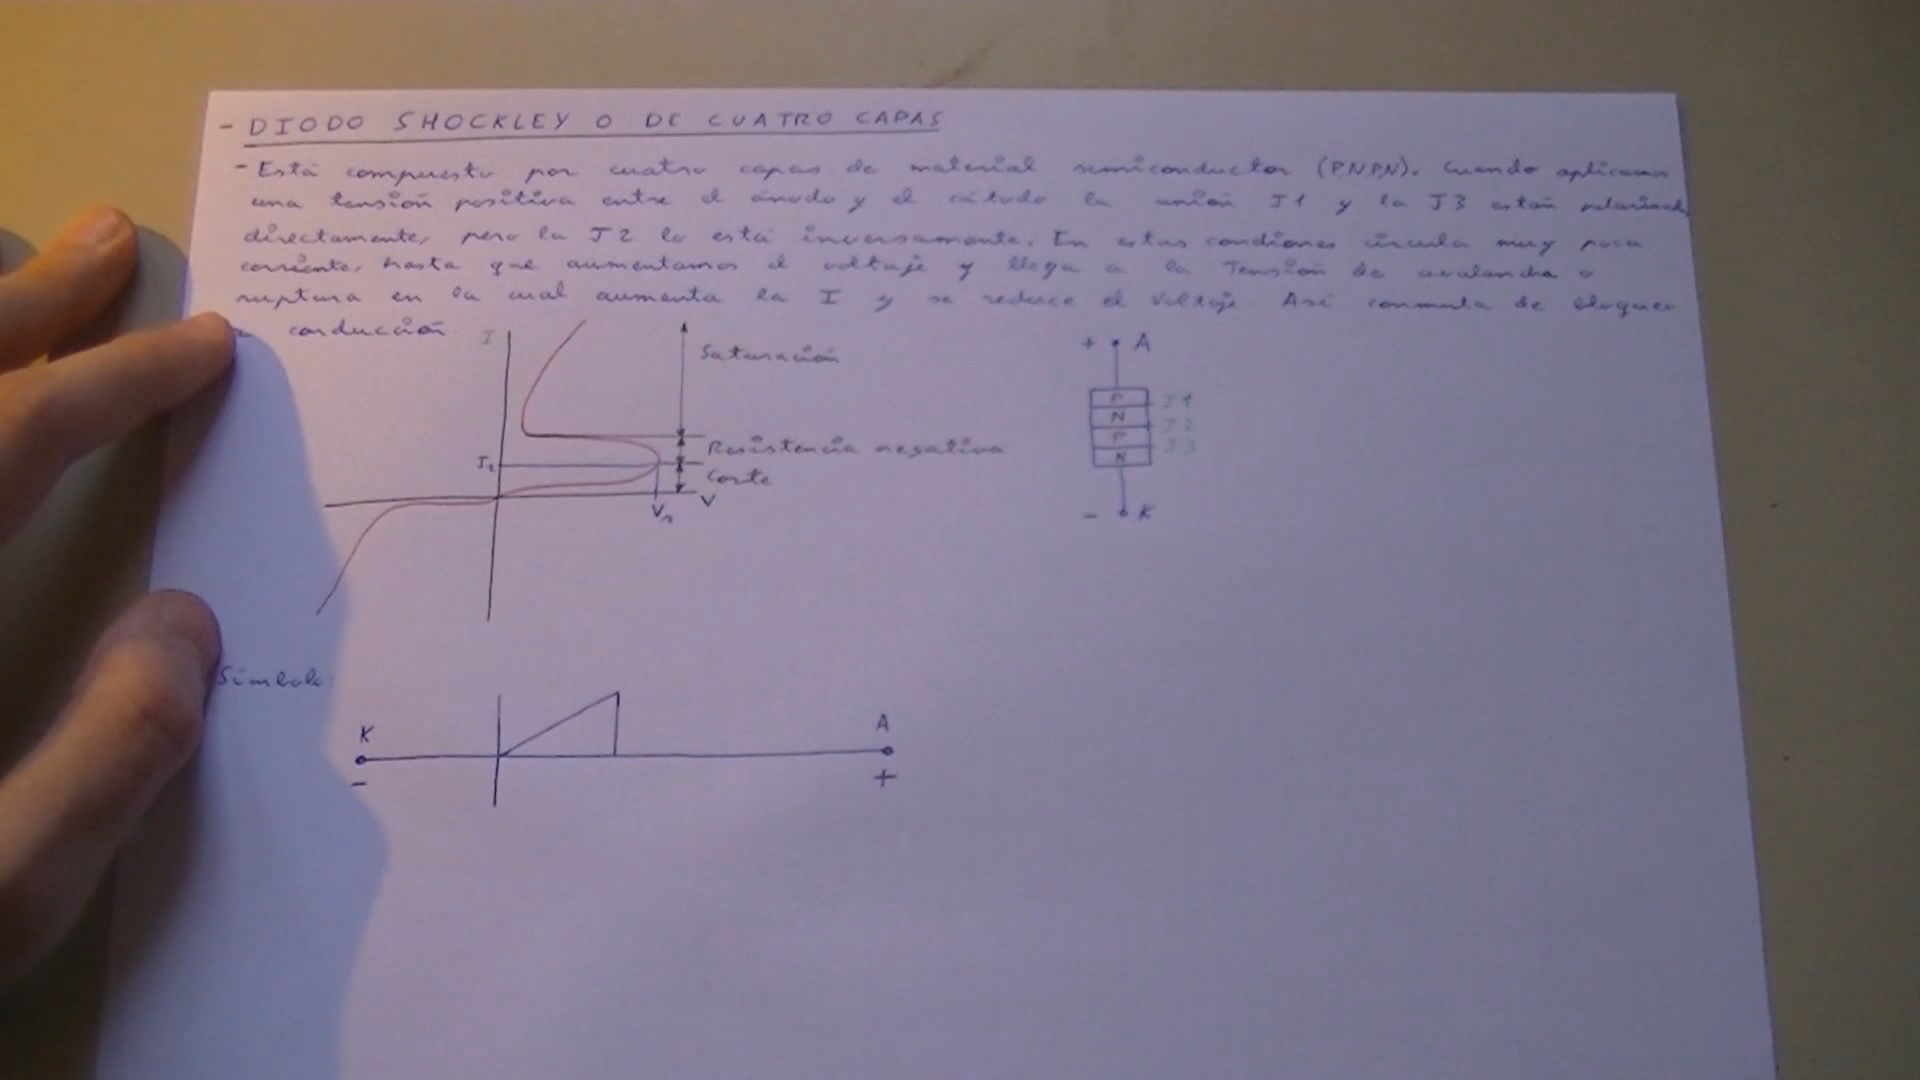 - DIODO SHOCKLEY O DE CUATRO CAPAS
- Está compuesto por cuatro capas de material semiconductor (PNPN). Cuando aplicamos
una tensión positiva entre el ánodo y el cátodo la unión J1 y la J3 están polarizadas
directamente, pero la J2 lo está inversamente. En estas condiones circula muy poca
corriente, hasta que aumentamos el voltaje y llega a la Tensión de avalancha o
ruptura en la cual aumenta la I y se reduce el Voltaje Así conmuta de bloqueo
a conducción.
I
Saturación
Resistencia negativa
Corte
V
+ A
P J1
N J2
P J3
N
- K
Símbolo:
K
A
-
+